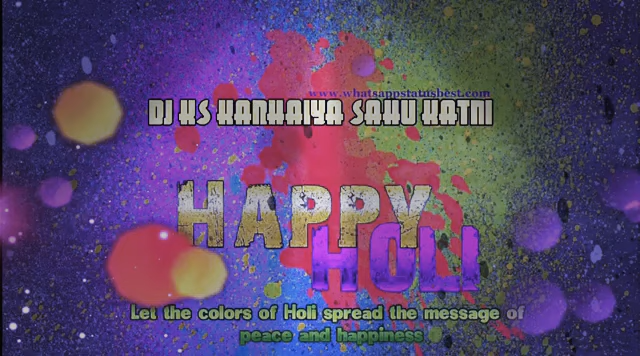 www.whatsappstatusbest.com
DJ KS KANHAIYA SAHU KATNI
HAPPY
HOLI
Let the colors of Holi spread the message of
peace and happiness